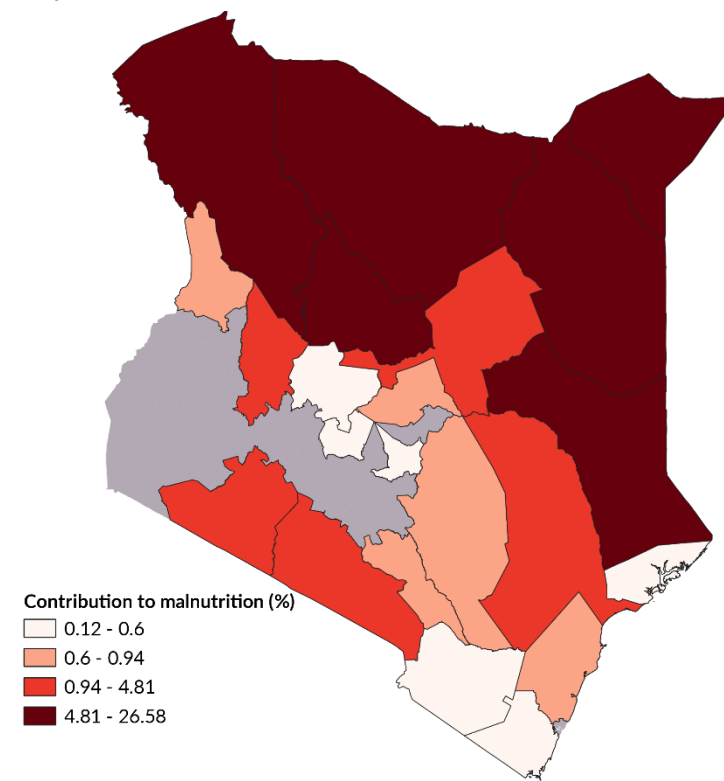 Contribution to malnutrition (%)
0.12 - 0.6
0.6 - 0.94
0.94 - 4.81
4.81 - 26.58